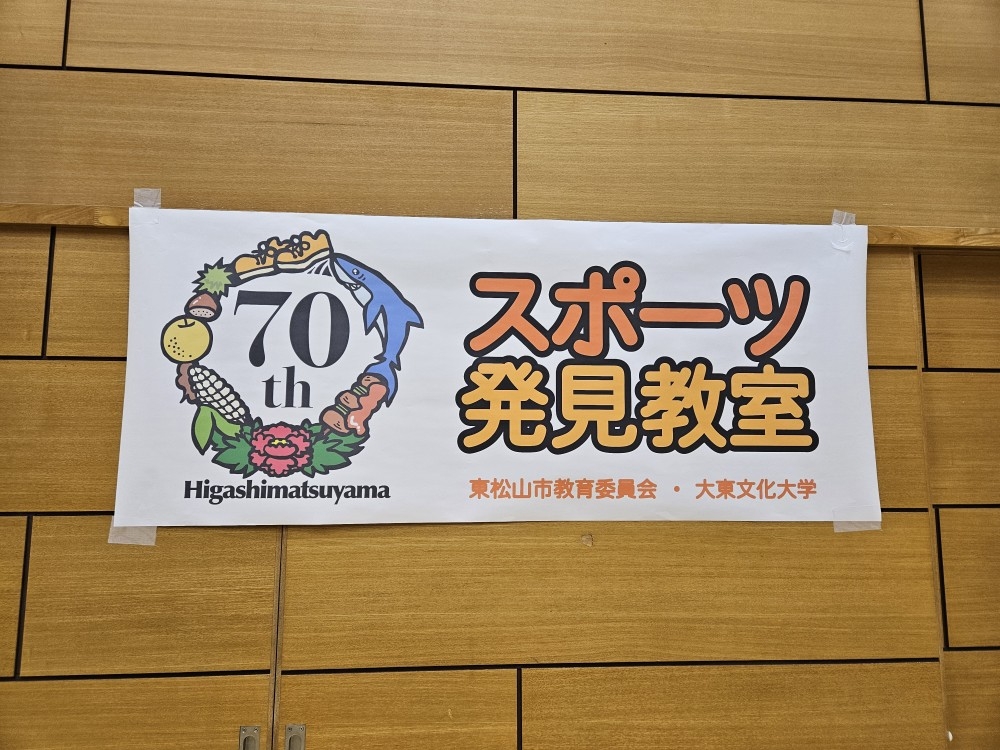 70
th
Higashimatsuyama
スポーツ
発見教室
東松山市教育委員会 ・ 大東文化大学